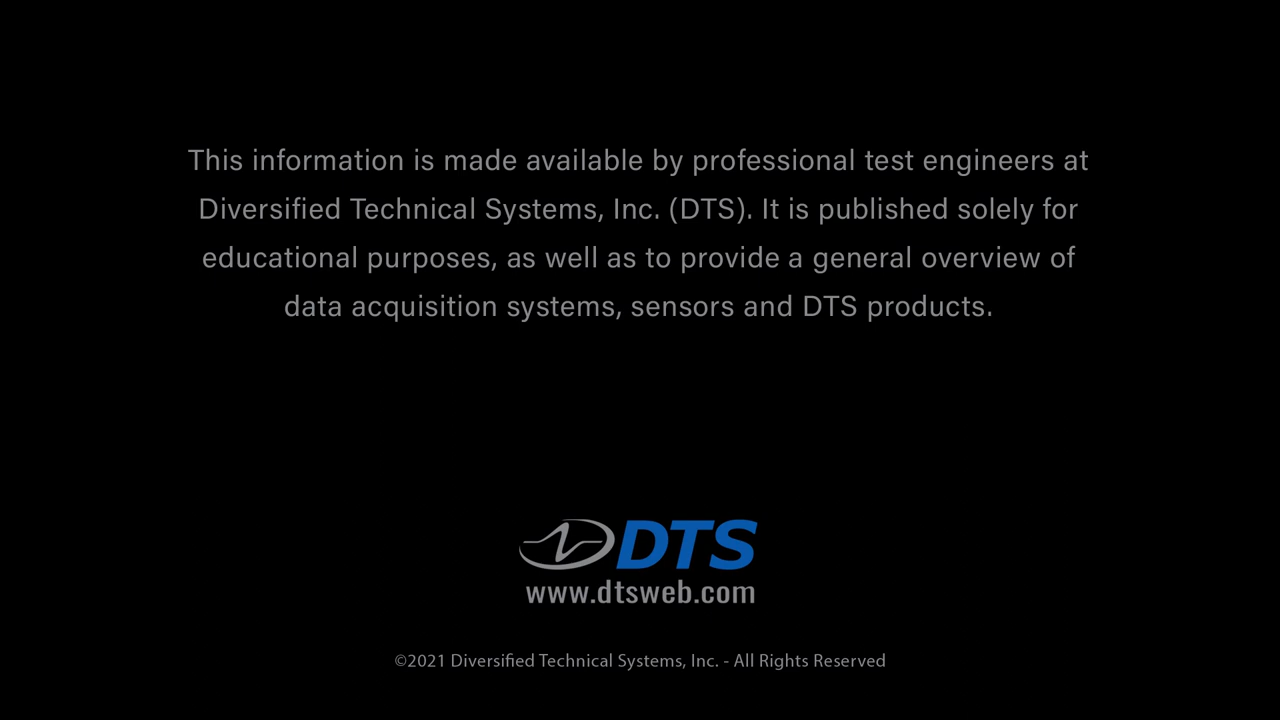 This information is made available by professional test engineers at
Diversified Technical Systems, Inc. (DTS). It is published solely for
educational purposes, as well as to provide a general overview of
data acquisition systems, sensors and DTS products.
DTS
www.dtsweb.com
©2021 Diversified Technical Systems, Inc. - All Rights Reserved